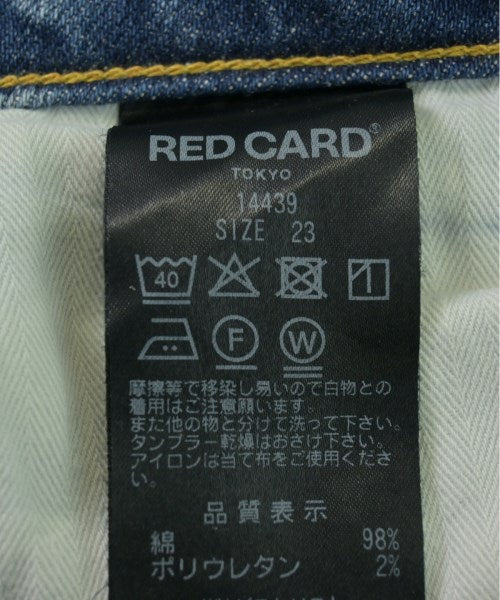 RED CARD®
TOKYO
14439
SIZE 23
40
F W
摩擦等で移染し易いので白物との
着用はご注意願います。
また他の物と分けて洗って下さい。
タンブラー乾燥はおさけ下さい。
アイロンは当て布をご使用くださ
い。
品質表示
綿 98%
ポリウレタン 2%